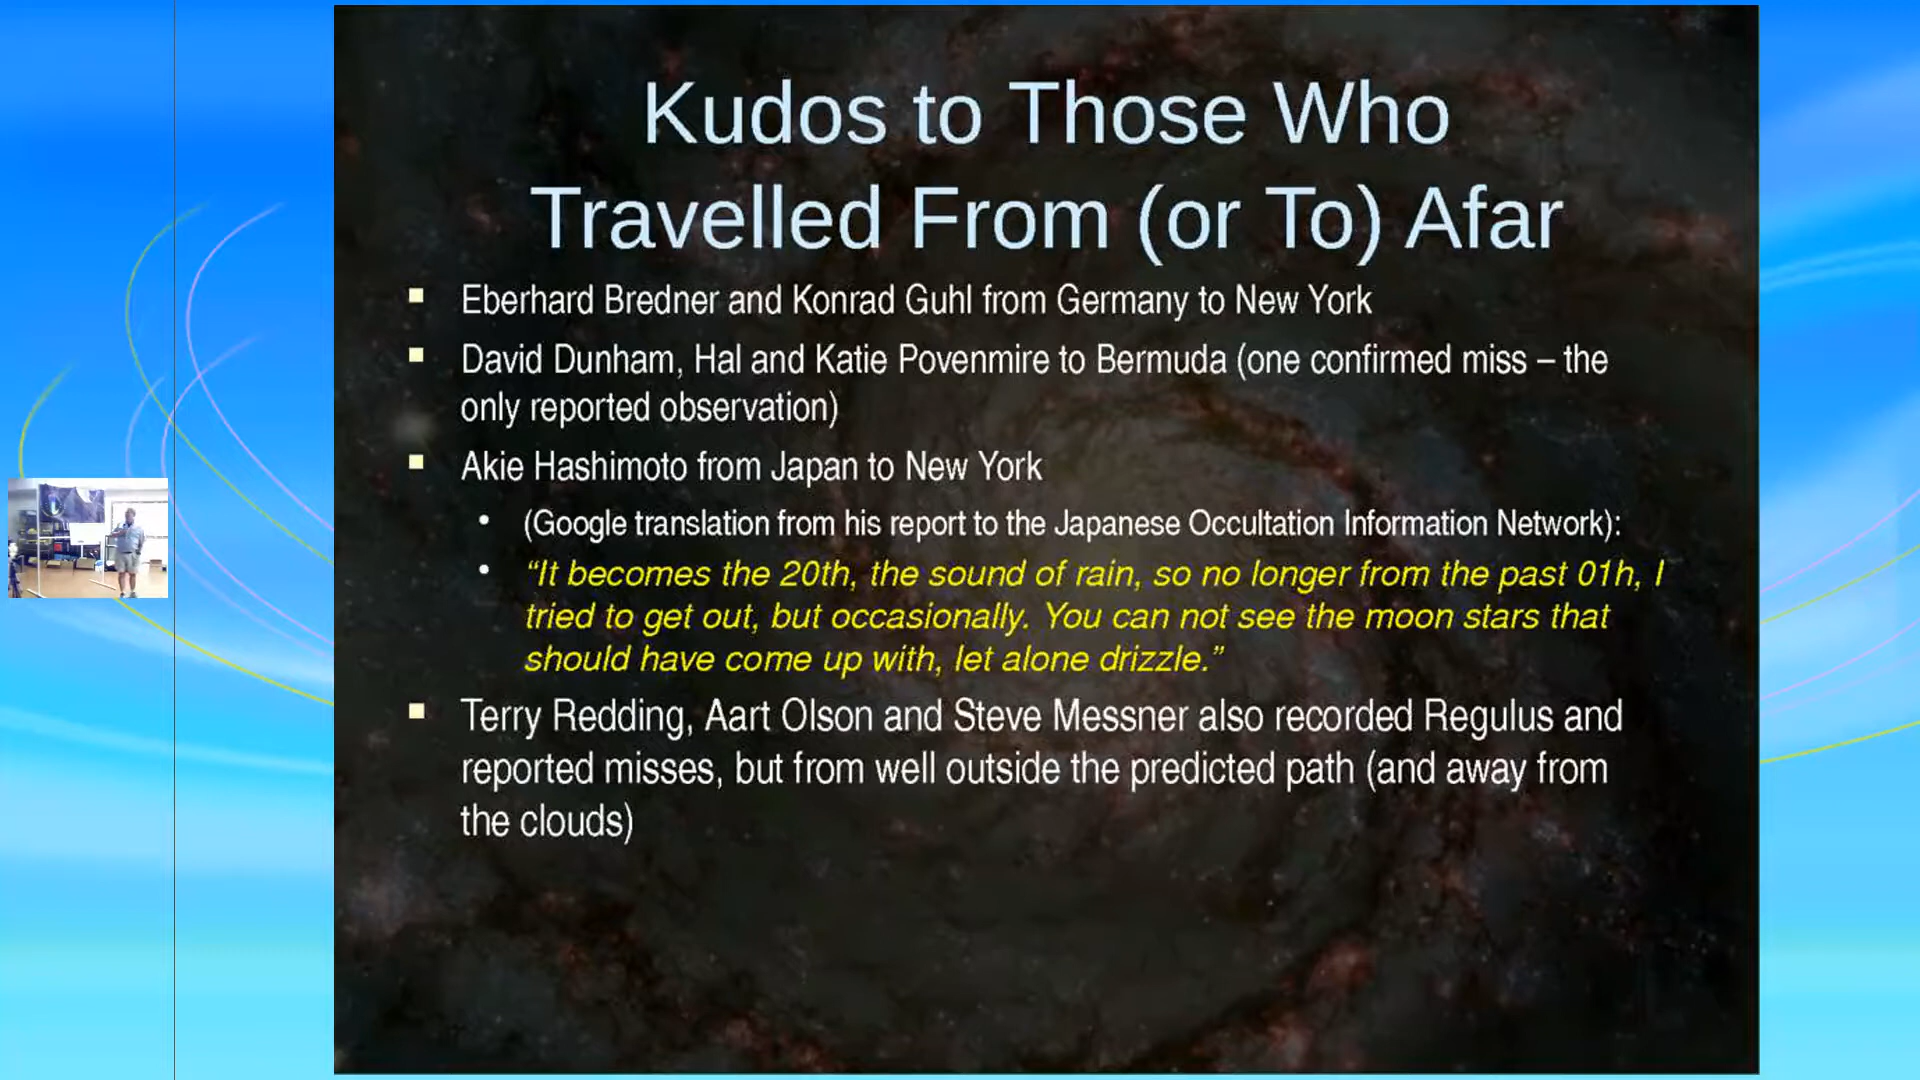 Kudos to Those Who
Travelled From (or To) Afar
Eberhard Bredner and Konrad Guhl from Germany to New York
David Dunham, Hal and Katie Povenmire to Bermuda (one confirmed miss – the
only reported observation)
Akie Hashimoto from Japan to New York
(Google translation from his report to the Japanese Occultation Information Network):
“It becomes the 20th, the sound of rain, so no longer from the past 01h, I
tried to get out, but occasionally. You can not see the moon stars that
should have come up with, let alone drizzle.”
Terry Redding, Aart Olson and Steve Messner also recorded Regulus and
reported misses, but from well outside the predicted path (and away from
the clouds)